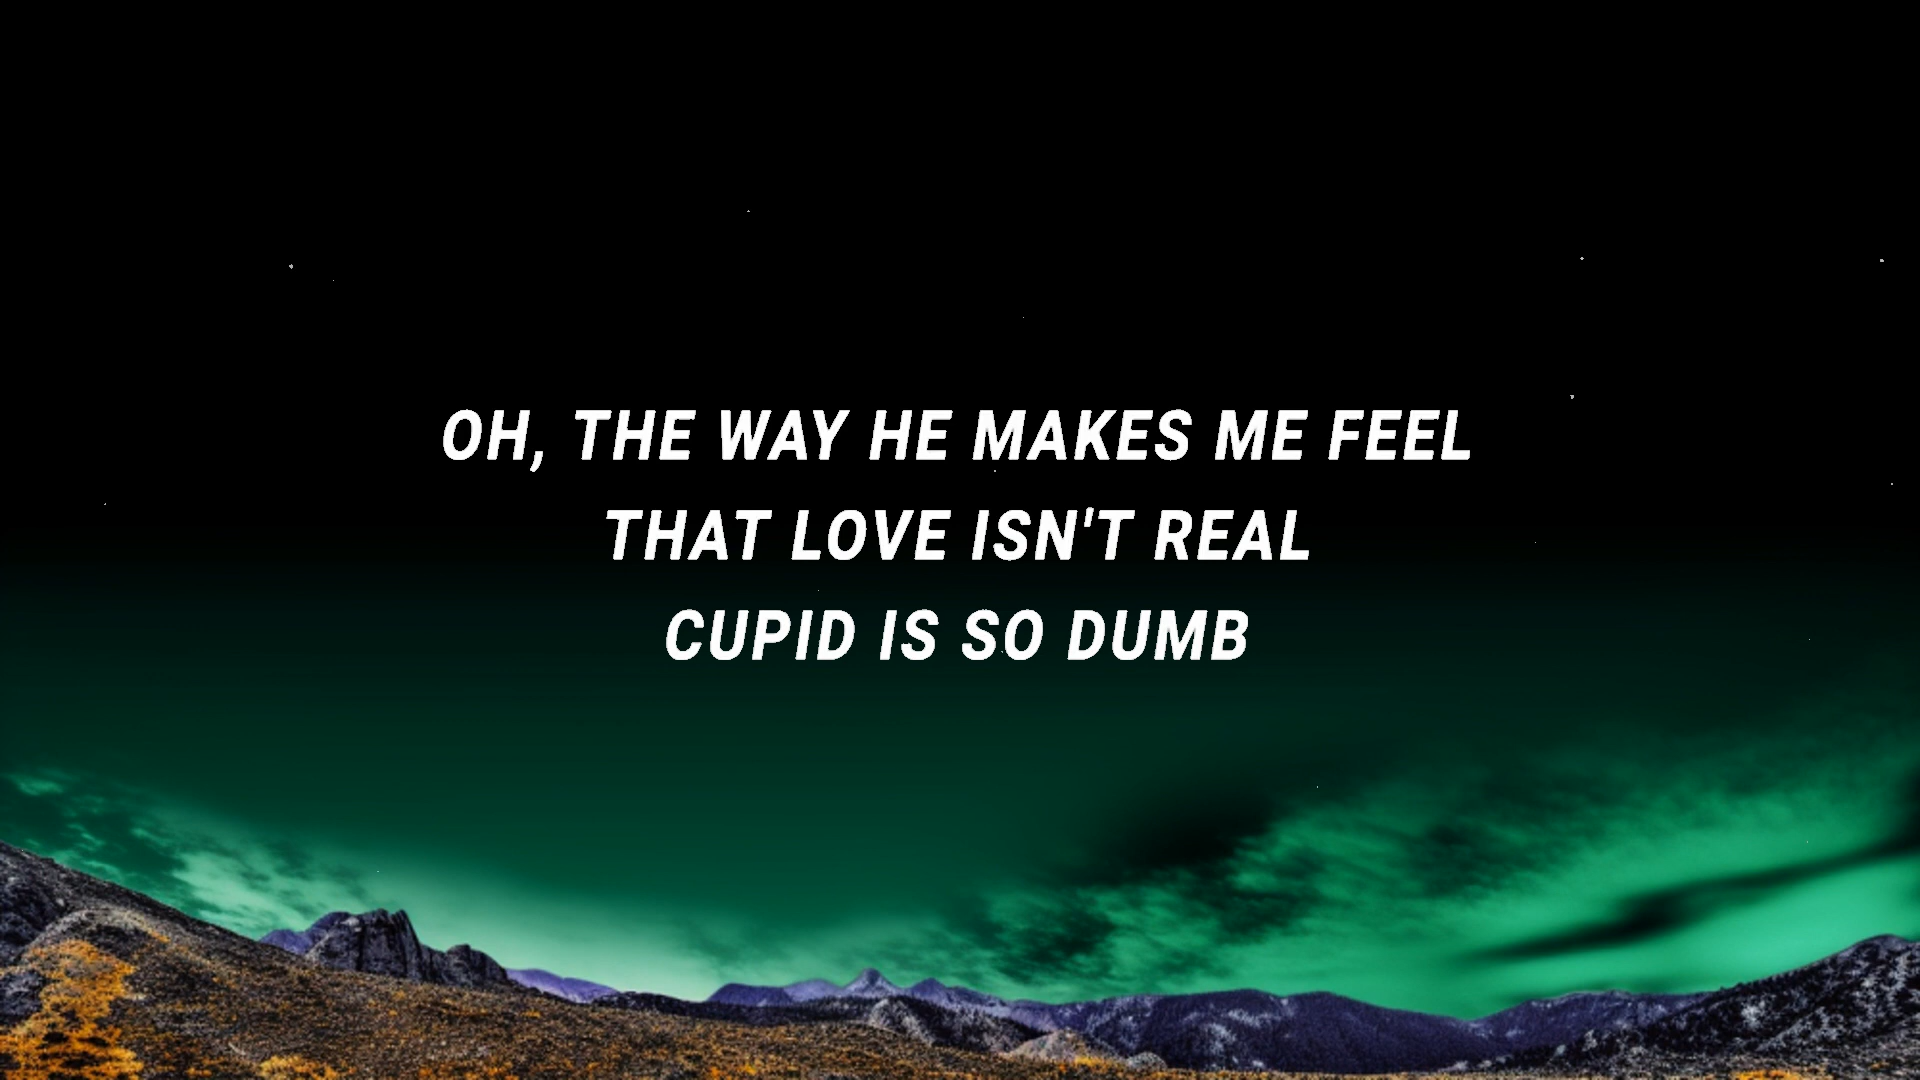 OH, THE WAY HE MAKES ME FEEL
THAT LOVE ISN'T REAL
CUPID IS SO DUMB